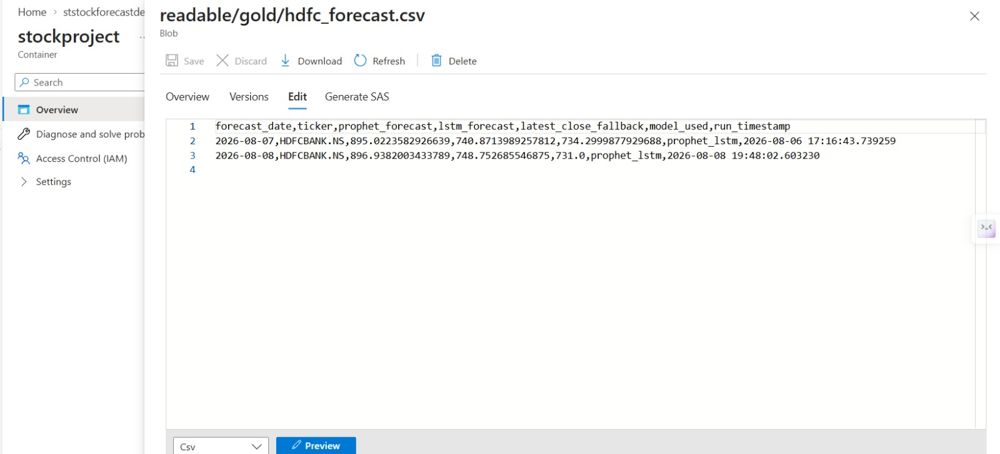 Home > ststockforecastde
stockproject
Container
Search
Overview
Diagnose and solve prob
Access Control (IAM)
Settings
readable/gold/hdfc_forecast.csv
Blob
Save Discard Download Refresh Delete
Overview Versions Edit Generate SAS
1 forecast_date,ticker,prophet_forecast,lstm_forecast,latest_close_fallback,model_used,run_timestamp
2 2026-08-07,HDFCBANK.NS,895.0223582926639,740.8713989257812,734.2999877929688,prophet_lstm,2026-08-06 17:16:43.739259
3 2026-08-08,HDFCBANK.NS,896.9382003433789,748.752685546875,731.0,prophet_lstm,2026-08-08 19:48:02.603230
4
Csv Preview